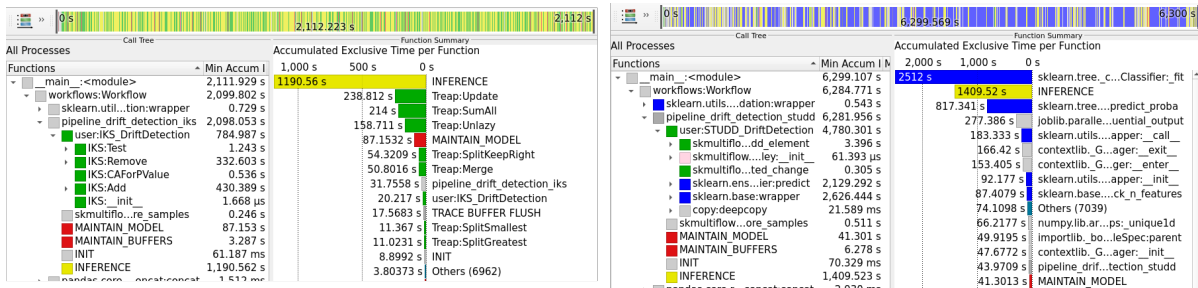 0 s
2,112.223 s
2,112 s
Call Tree
Function Summary
All Processes
Functions
Min Accum I
__main__:<module>
2,111.929 s
workflows:Workflow
2,099.802 s
sklearn.util...tion:wrapper
0.729 s
pipeline_drift_detection_iks
2,098.053 s
user:IKS_DriftDetection
784.987 s
IKS:Test
1.243 s
IKS:Remove
332.603 s
IKS:CAForPValue
0.536 s
IKS:Add
430.389 s
IKS:__init__
1.668 µs
skmultiflo...re_samples
0.246 s
MAINTAIN_MODEL
87.153 s
MAINTAIN_BUFFERS
3.287 s
INIT
61.187 ms
INFERENCE
1,190.562 s
Accumulated Exclusive Time per Function
1,000 s 500 s 0 s
1190.56 s INFERENCE
238.812 s Treap:Update
214 s Treap:SumAll
158.711 s Treap:Unlazy
87.1532 s MAINTAIN_MODEL
54.3209 s Treap:SplitKeepRight
50.8016 s Treap:Merge
31.7558 s pipeline_drift_detection_iks
20.217 s user:IKS_DriftDetection
17.5683 s TRACE BUFFER FLUSH
11.367 s Treap:SplitSmallest
11.0231 s Treap:SplitGreatest
8.8992 s INIT
3.80373 s Others (6962)
0 s
6,299.569 s
6,300 s
Call Tree
Function Summary
All Processes
Functions
Min Accum I M
__main__:<module>
6,299.107 s
workflows:Workflow
6,284.771 s
sklearn.utils....dation:wrapper
0.543 s
pipeline_drift_detection_studd
6,281.956 s
user:STUDD_DriftDetection
4,780.301 s
skmultiflow....dd_element
3.396 s
skmultiflow....ley:__init__
61.393 µs
skmultiflow...ted_change
0.305 s
sklearn.ens...ier:predict
2,129.292 s
sklearn.base:wrapper
2,626.444 s
copy:deepcopy
21.589 ms
skmultiflow...ore_samples
0.511 s
MAINTAIN_MODEL
41.301 s
MAINTAIN_BUFFERS
6.278 s
INIT
70.329 ms
INFERENCE
1,409.523 s
Accumulated Exclusive Time per Function
2,000 s 1,000 s 0 s
2512 s sklearn.tree._c...Classifier:_fit
1409.52 s INFERENCE
817.341 s sklearn.tree....predict_proba
277.386 s joblib.paralle...uential_output
183.333 s sklearn.utils....apper:__call__
166.42 s contextlib._G...ager:__exit__
153.405 s contextlib._G...ger:__enter__
92.177 s sklearn.utils....apper:__init__
87.4079 s sklearn.base....ck_n_features
74.1098 s Others (7039)
66.2177 s numpy.lib.ar...ps:_unique1d
49.9195 s importlib._bo...leSpec:parent
47.6772 s contextlib._G...ager:__init__
43.9709 s pipeline_drif...tection_studd
41.3013 s MAINTAIN_MODEL